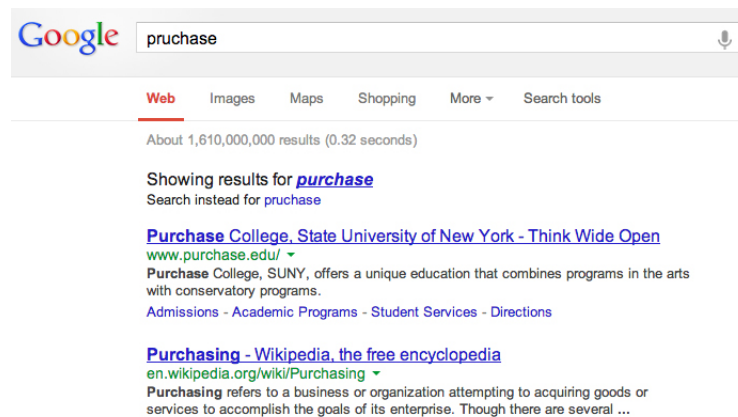 Google pruchase
Web Images Maps Shopping More Search tools
About 1,610,000,000 results (0.32 seconds)
Showing results for purchase
Search instead for pruchase
Purchase College, State University of New York - Think Wide Open
www.purchase.edu/
Purchase College, SUNY, offers a unique education that combines programs in the arts
with conservatory programs.
Admissions - Academic Programs - Student Services - Directions
Purchasing - Wikipedia, the free encyclopedia
en.wikipedia.org/wiki/Purchasing
Purchasing refers to a business or organization attempting to acquiring goods or
services to accomplish the goals of its enterprise. Though there are several ...